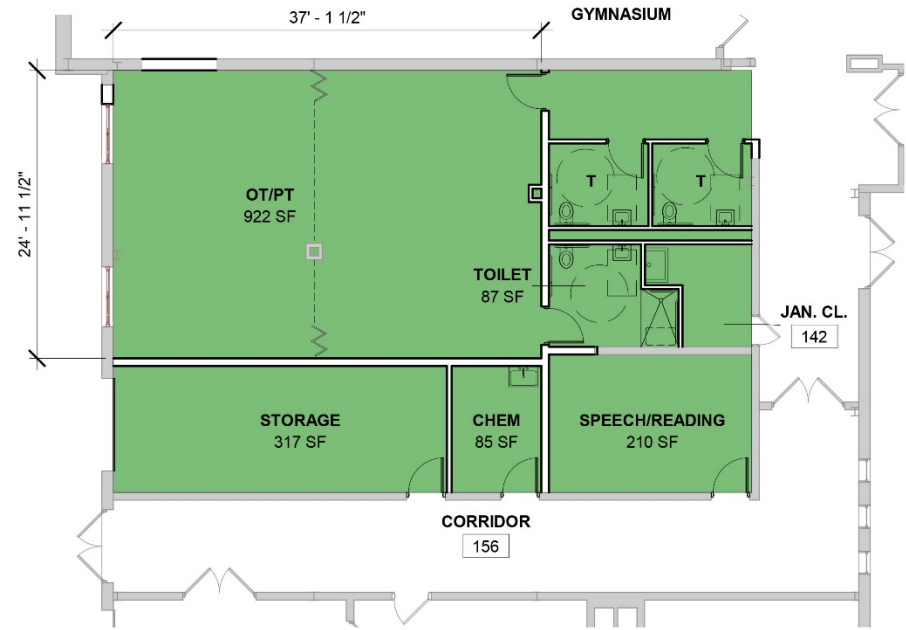 37' - 1 1/2"
GYMNASIUM
24' - 11 1/2"
OT/PT
922 SF
T
T
TOILET
87 SF
JAN. CL.
142
STORAGE
317 SF
CHEM
85 SF
SPEECH/READING
210 SF
CORRIDOR
156